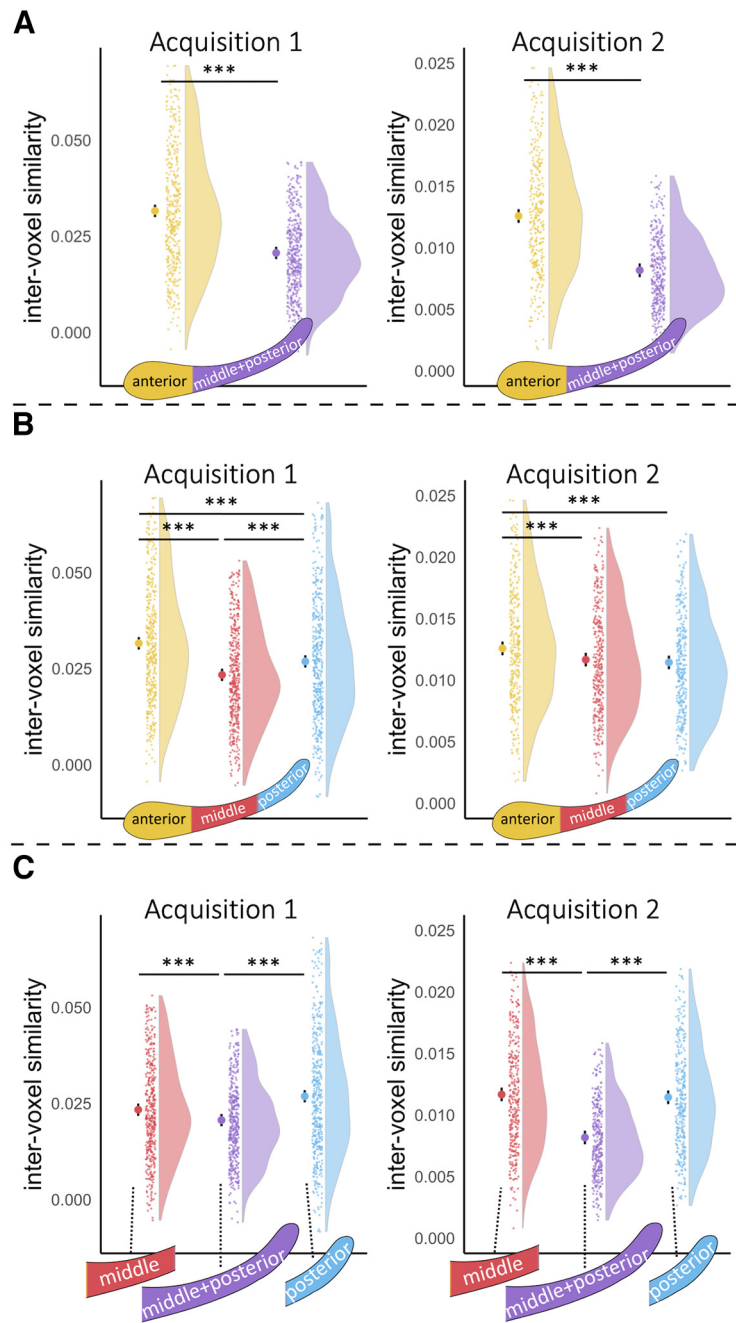 A
Acquisition 1
Acquisition 2
***
***
inter-voxel similarity
0.050
0.025
0.000
anterior
middle+posterior
inter-voxel similarity
0.025
0.020
0.015
0.010
0.005
0.000
anterior
middle+posterior
B
Acquisition 1
Acquisition 2
***
*** ***
***
***
inter-voxel similarity
0.050
0.025
0.000
anterior
middle
posterior
inter-voxel similarity
0.025
0.020
0.015
0.010
0.005
0.000
anterior
middle
posterior
C
Acquisition 1
Acquisition 2
*** ***
*** ***
inter-voxel similarity
0.050
0.025
0.000
middle
middle+posterior
posterior
inter-voxel similarity
0.025
0.020
0.015
0.010
0.005
0.000
middle
middle+posterior
posterior